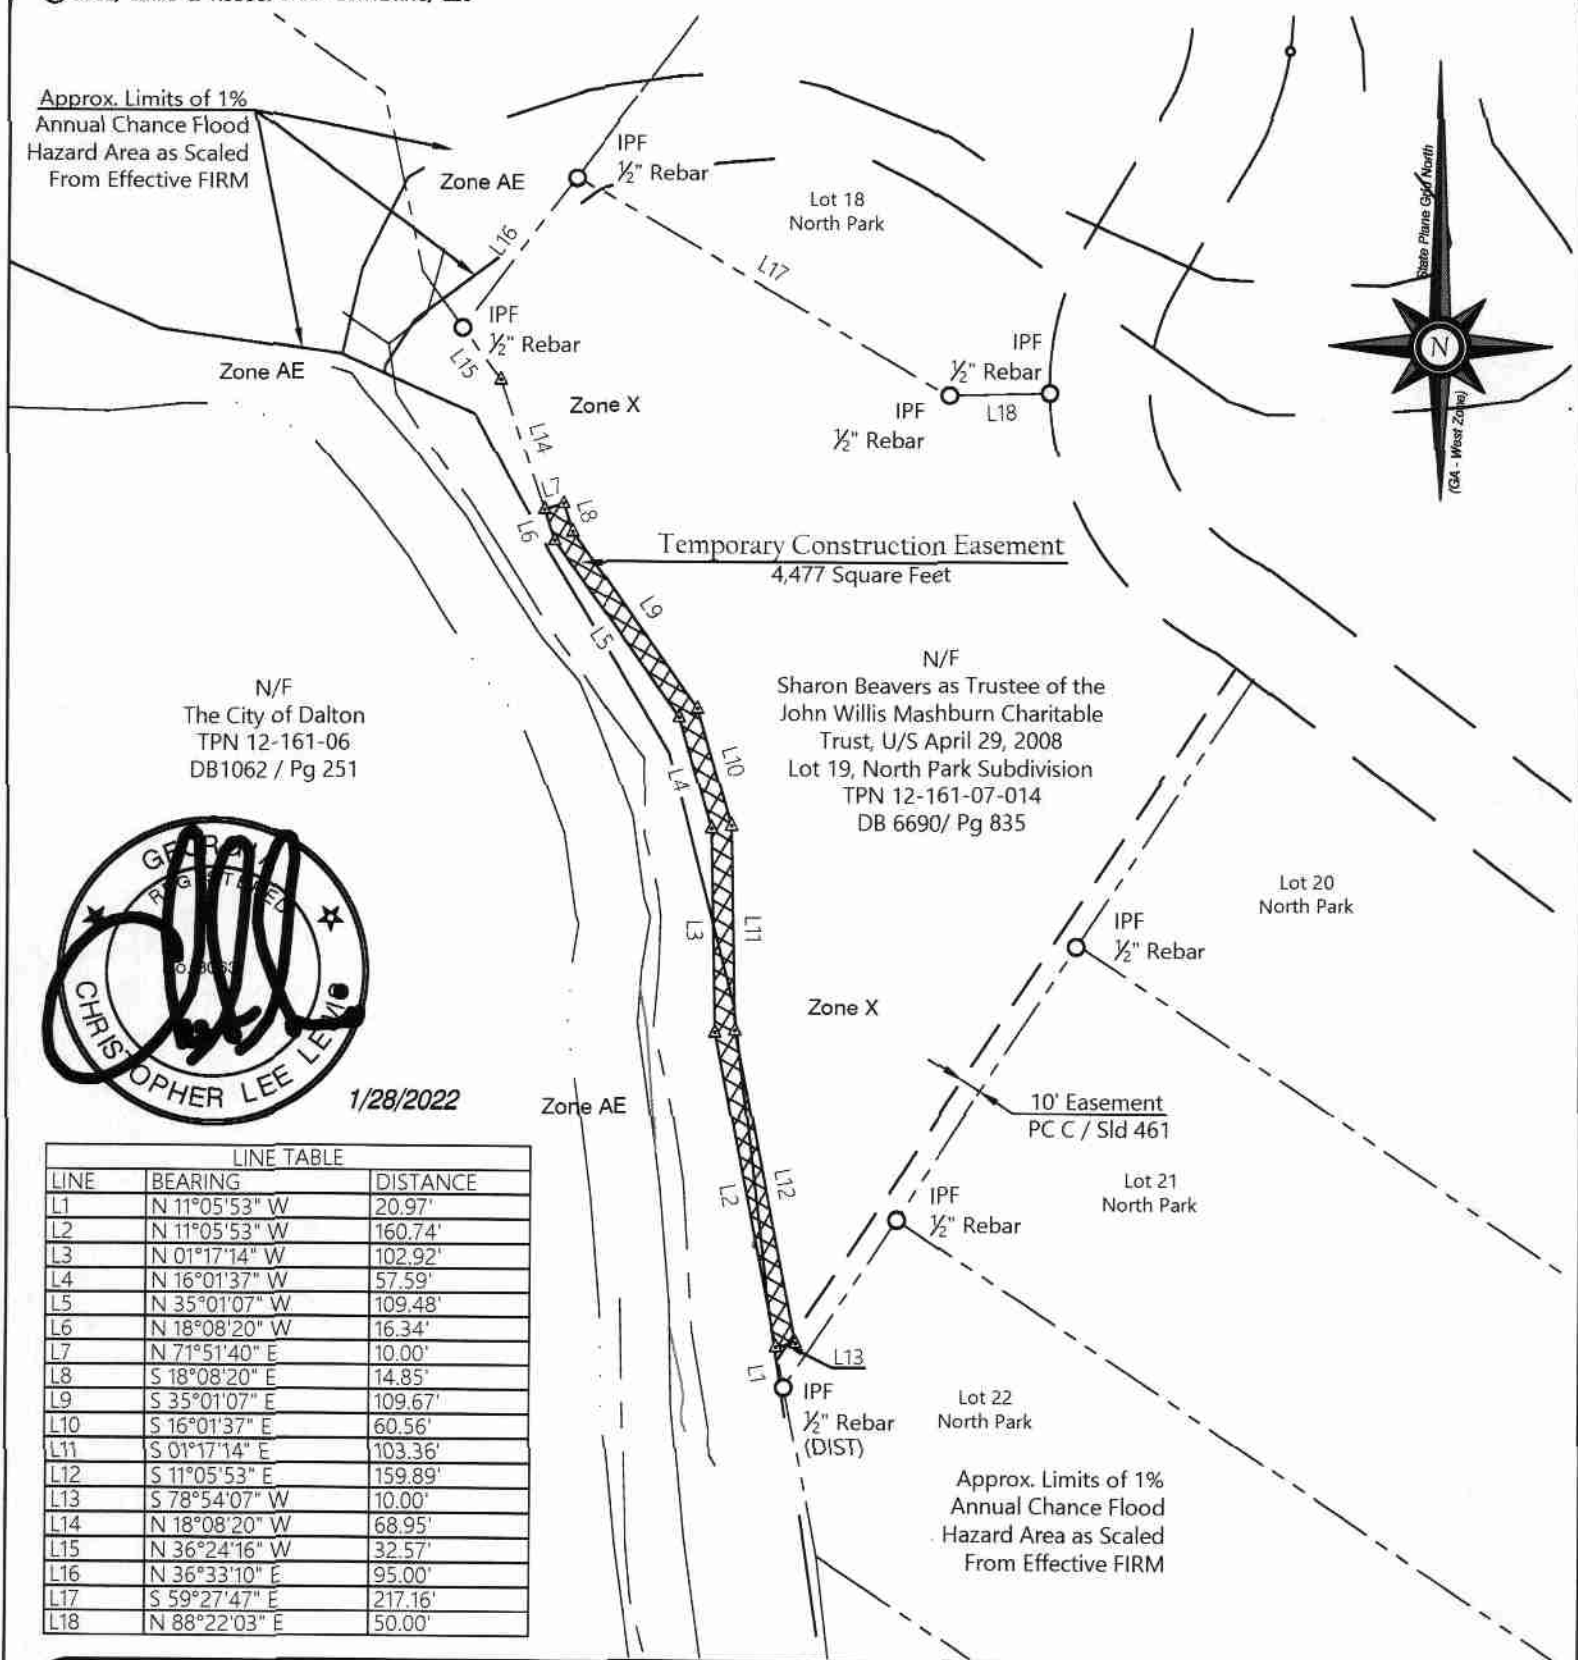 Approx. Limits of 1%
Annual Chance Flood
Hazard Area as Scaled
From Effective FIRM
Zone AE
IPF
½" Rebar
Lot 18
North Park
L16
L17
State Plane Grid North
N
(GA - West Zone)
IPF
½" Rebar
L15
Zone AE
Zone X
IPF
½" Rebar
L18
IPF
½" Rebar
L14
L7
L8
L6
Temporary Construction Easement
4,477 Square Feet
L9
L5
N/F
The City of Dalton
TPN 12-161-06
DB1062 / Pg 251
N/F
Sharon Beavers as Trustee of the
John Willis Mashburn Charitable
Trust, U/S April 29, 2008
Lot 19, North Park Subdivision
TPN 12-161-07-014
DB 6690/ Pg 835
L10
L4
L3
L11
GEORGIA
REGISTERED
CHRISTOPHER LEE LEWIS
1/28/2022
Lot 20
North Park
IPF
½" Rebar
Zone X
Zone AE
10' Easement
PC C / Sld 461
Lot 21
North Park
L2
L12
IPF
½" Rebar
L13
L1
IPF
½" Rebar
(DIST)
Lot 22
North Park
Approx. Limits of 1%
Annual Chance Flood
Hazard Area as Scaled
From Effective FIRM
LINE TABLE
LINE BEARING DISTANCE
L1 N 11°05'53" W 20.97'
L2 N 11°05'53" W 160.74'
L3 N 01°17'14" W 102.92'
L4 N 16°01'37" W 57.59'
L5 N 35°01'07" W 109.48'
L6 N 18°08'20" W 16.34'
L7 N 71°51'40" E 10.00'
L8 S 18°08'20" E 14.85'
L9 S 35°01'07" E 109.67'
L10 S 16°01'37" E 60.56'
L11 S 01°17'14" E 103.36'
L12 S 11°05'53" E 159.89'
L13 S 78°54'07" W 10.00'
L14 N 18°08'20" W 68.95'
L15 N 36°24'16" W 32.57'
L16 N 36°33'10" E 95.00'
L17 S 59°27'47" E 217.16'
L18 N 88°22'03" E 50.00'